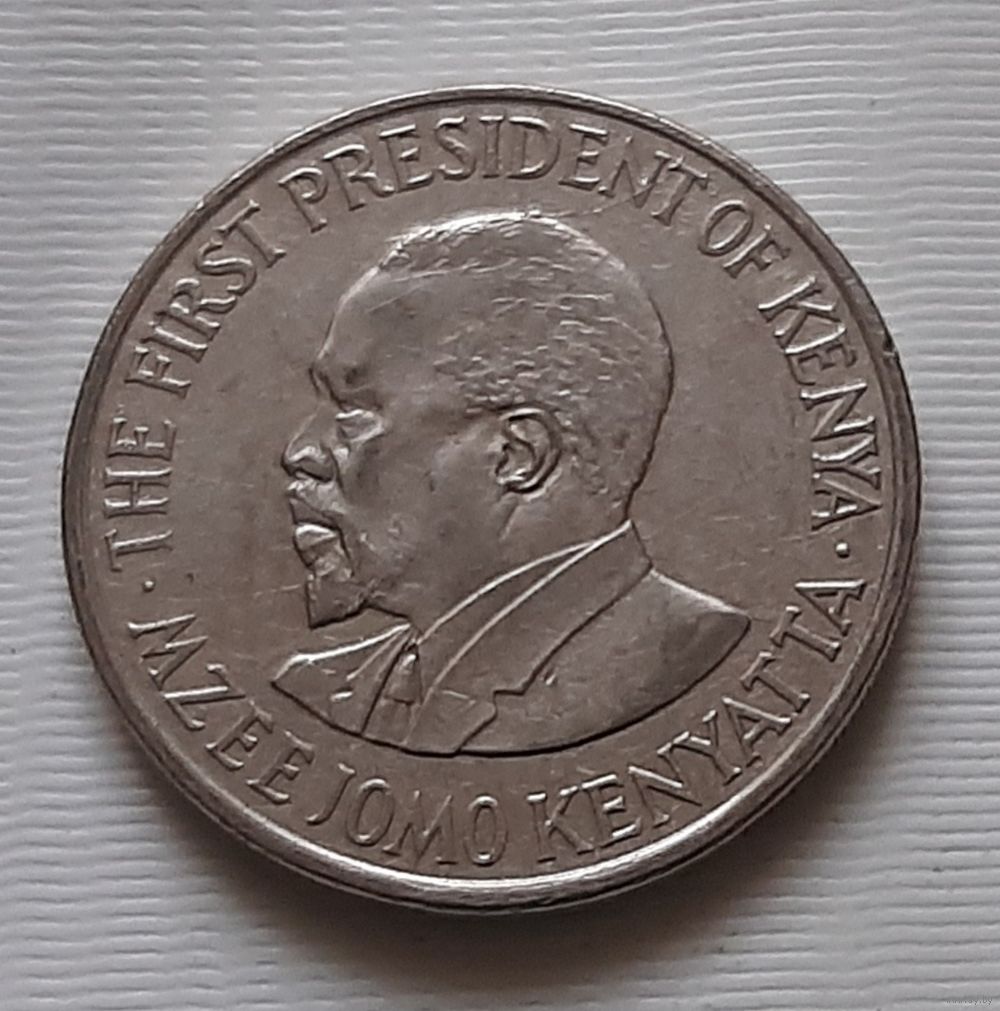 · THE FIRST PRESIDENT OF KENYA ·
MZEE JOMO KENYATTA